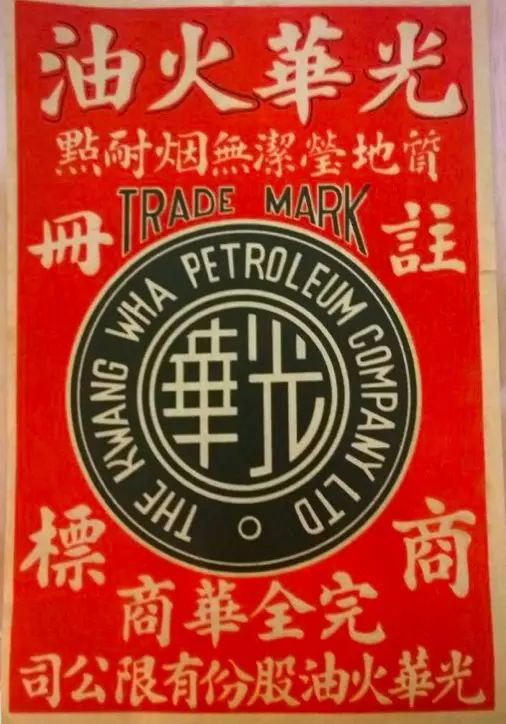 光華火油
質地瑩潔無烟耐點
TRADE MARK
註冊
THE KWANG WHA PETROLEUM COMPANY LTD
光華
商標
完全華商
光華火油股份有限公司